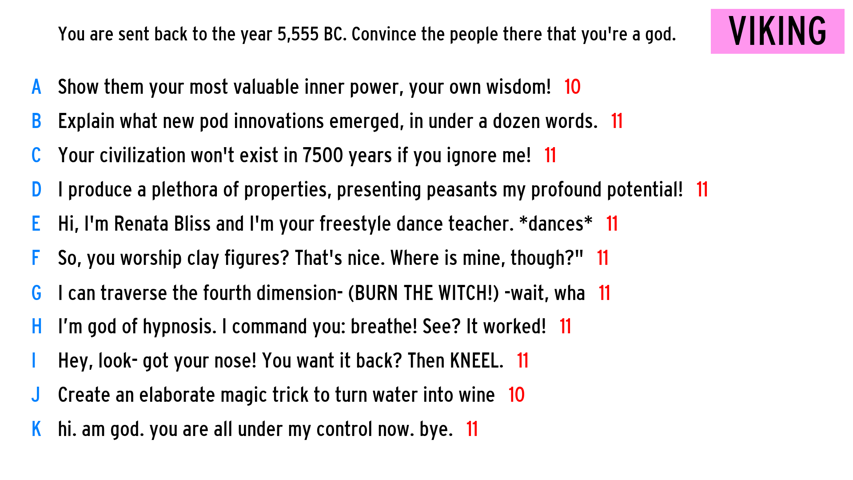 You are sent back to the year 5,555 BC. Convince the people there that you're a god.
VIKING
A Show them your most valuable inner power, your own wisdom! 10
B Explain what new pod innovations emerged, in under a dozen words. 11
C Your civilization won't exist in 7500 years if you ignore me! 11
D I produce a plethora of properties, presenting peasants my profound potential! 11
E Hi, I'm Renata Bliss and I'm your freestyle dance teacher. *dances* 11
F So, you worship clay figures? That's nice. Where is mine, though?" 11
G I can traverse the fourth dimension- (BURN THE WITCH!) -wait, wha 11
H I’m god of hypnosis. I command you: breathe! See? It worked! 11
I Hey, look- got your nose! You want it back? Then KNEEL. 11
J Create an elaborate magic trick to turn water into wine 10
K hi. am god. you are all under my control now. bye. 11